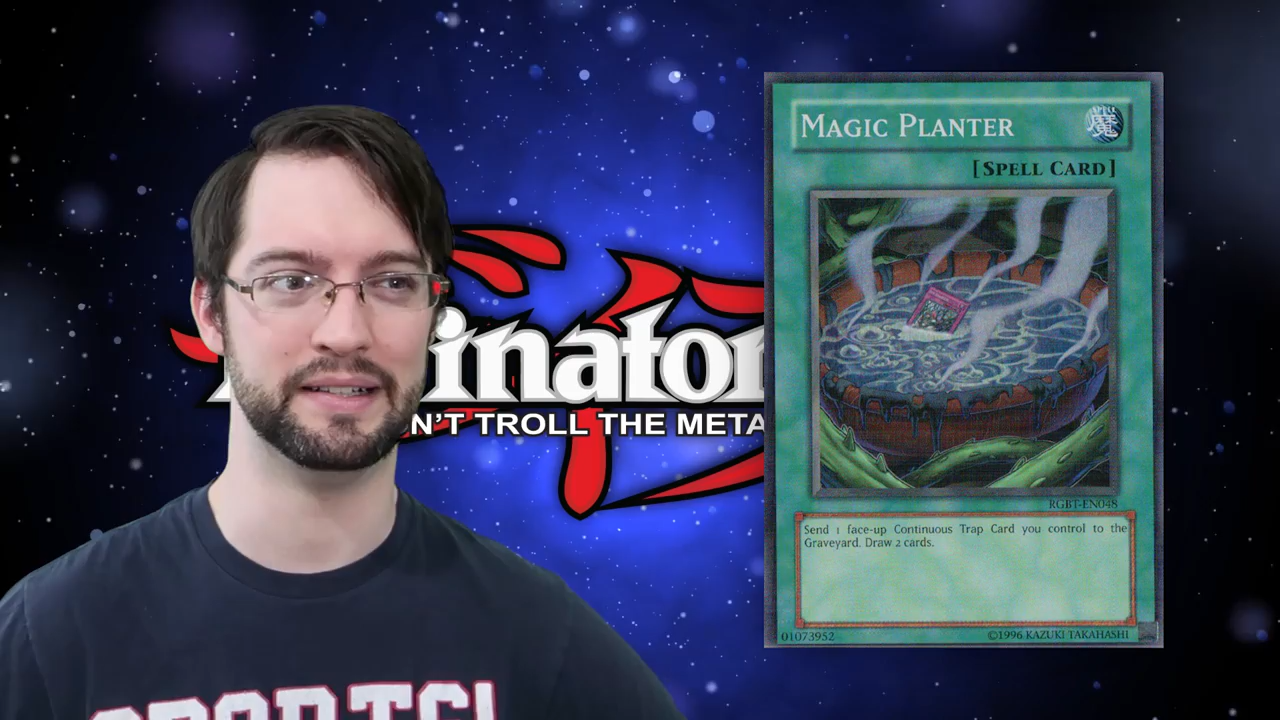 MAGIC PLANTER
魔
[SPELL CARD]
inator
N'T TROLL THE META
RGBT-EN048
Send 1 face-up Continuous Trap Card you control to the
Graveyard. Draw 2 cards.
01073952
©1996 KAZUKI TAKAHASHI
SPORTS!